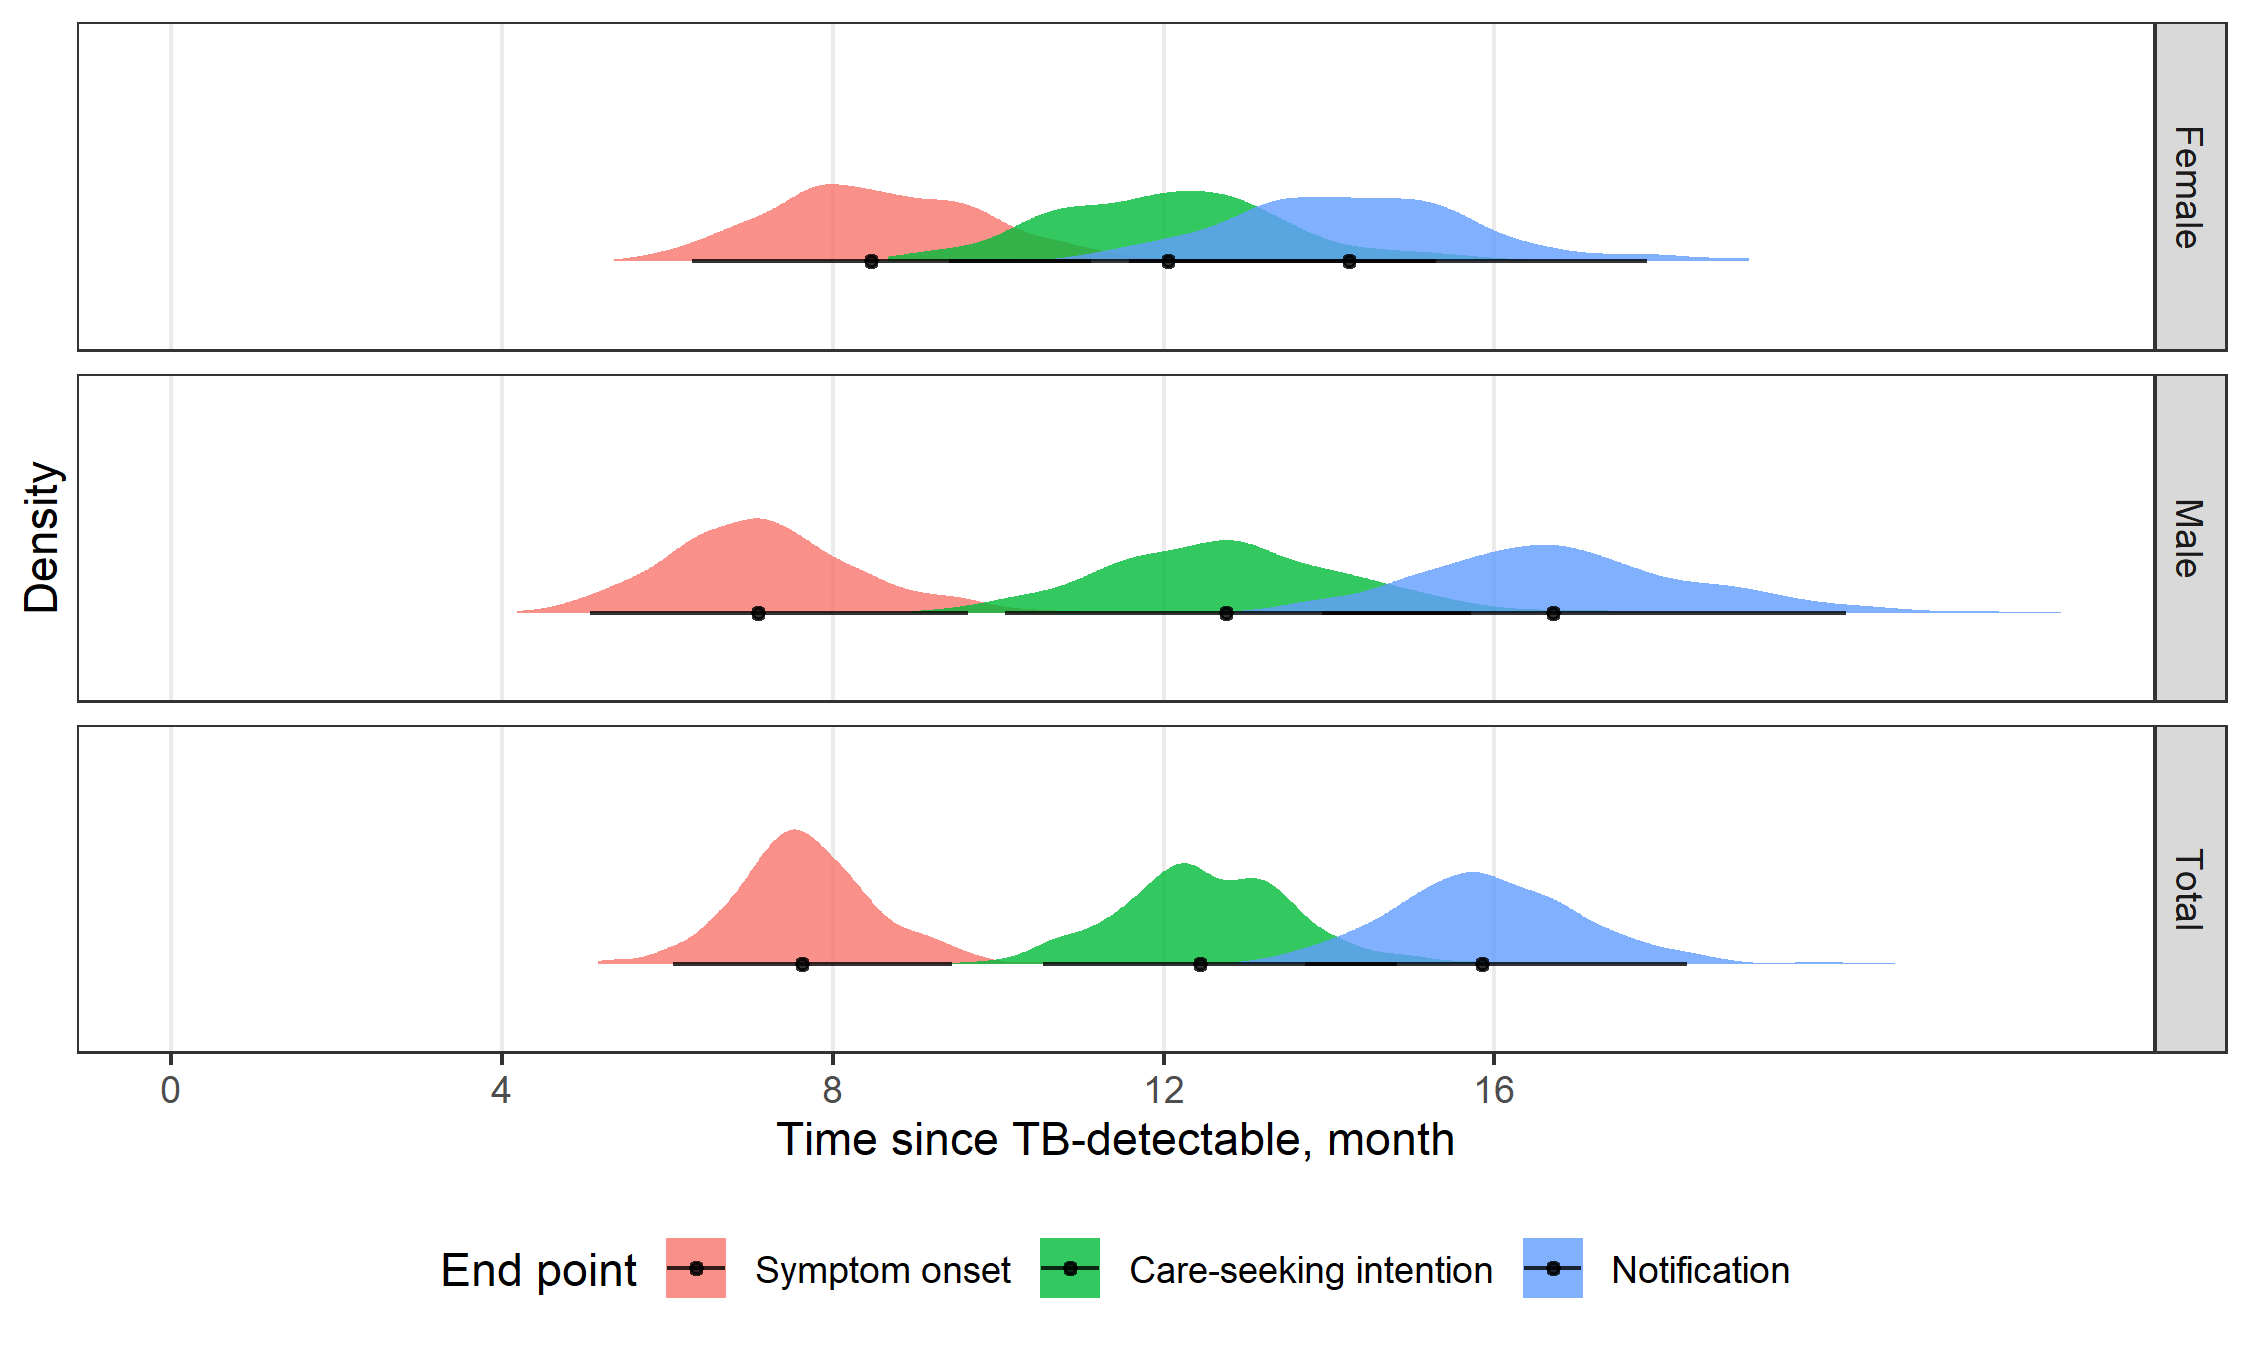 Female
Male
Total
Density
0 4 8 12 16
Time since TB-detectable, month
End point Symptom onset Care-seeking intention Notification